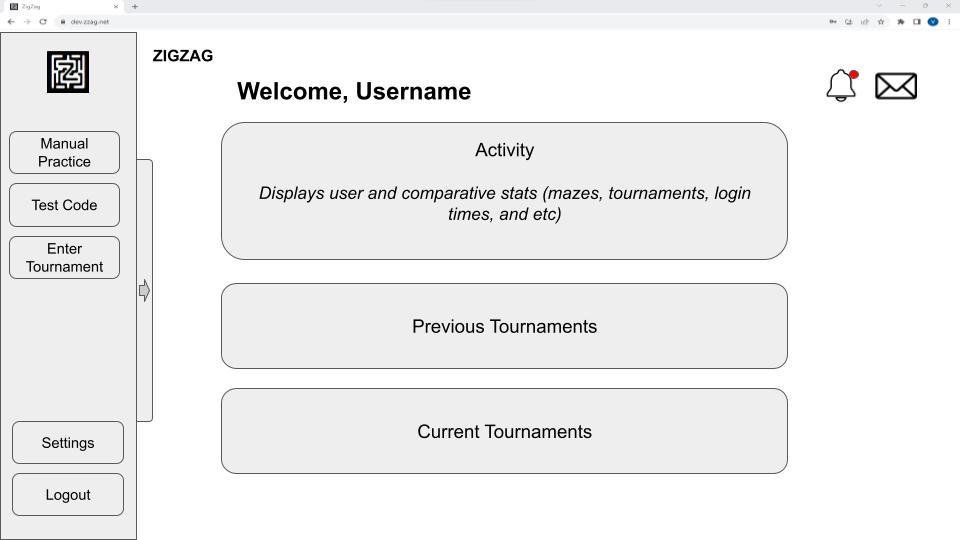 ZigZag
dev.zzag.net
V
ZIGZAG
Welcome, Username
Manual
Practice
Test Code
Enter
Tournament
Settings
Logout
Activity
Displays user and comparative stats (mazes, tournaments, login
times, and etc)
Previous Tournaments
Current Tournaments